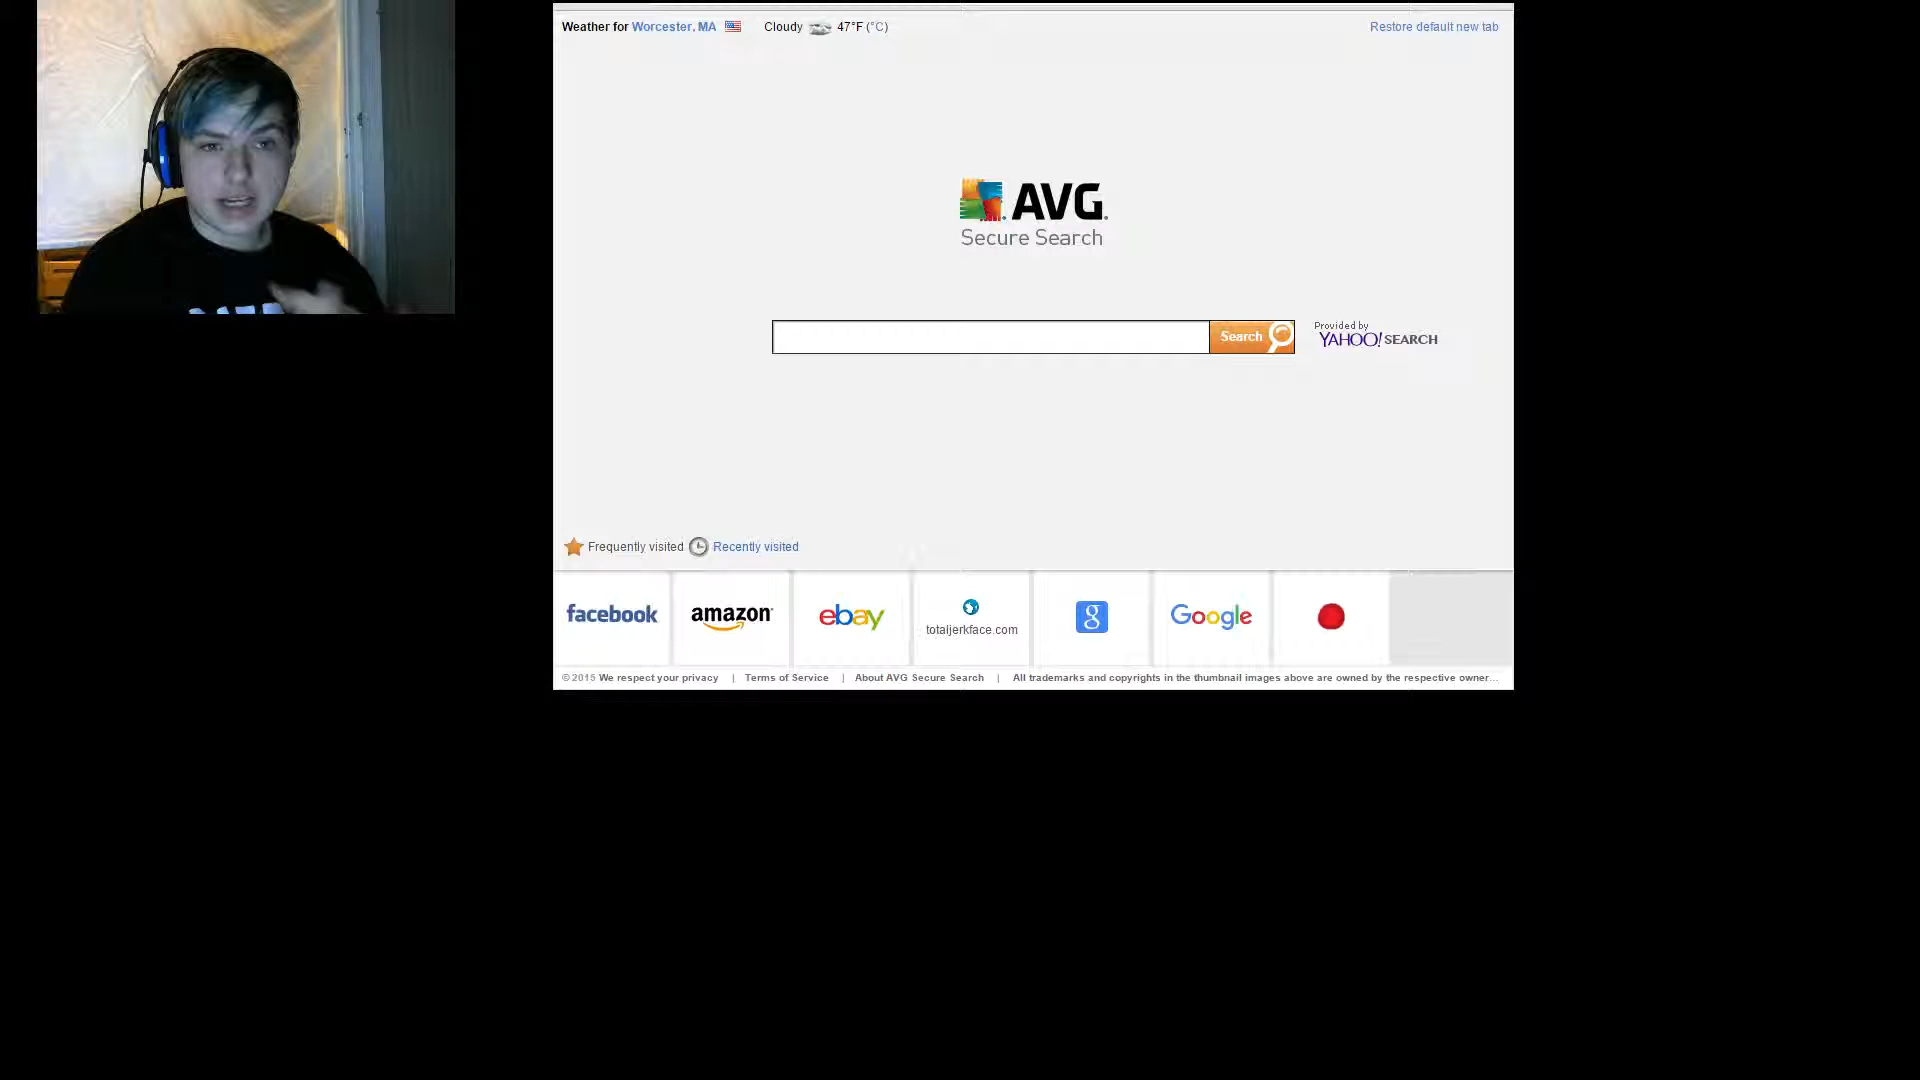 Weather for Worcester, MA Cloudy 47°F (°C) Restore default new tab
AVG
Secure Search
Search
Provided by
YAHOO! SEARCH
Frequently visited Recently visited
facebook amazon ebay totaljerkface.com g Google
© 2015 We respect your privacy | Terms of Service | About AVG Secure Search | All trademarks and copyrights in the thumbnail images above are owned by the respective owner...